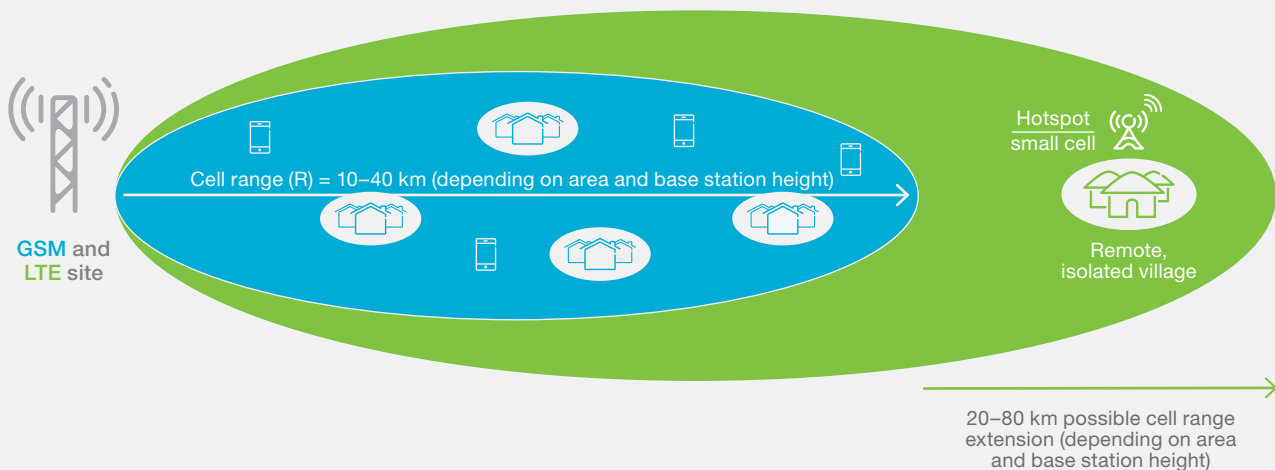 Hotspot
small cell
Cell range (R) = 10–40 km (depending on area and base station height)
GSM and
LTE site
Remote,
isolated village
20–80 km possible cell range
extension (depending on area
and base station height)